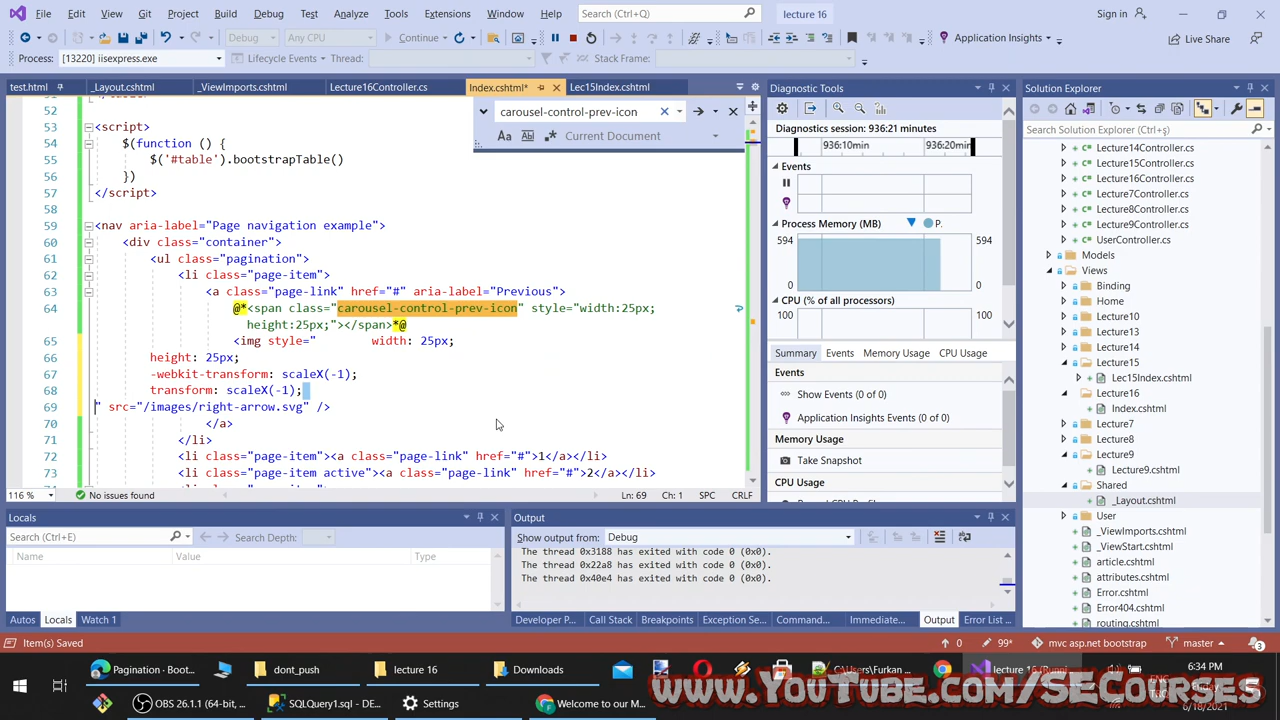 File Edit View Git Project Build Debug Test Analyze Tools Extensions Window Help Search (Ctrl+Q) lecture 16 Sign in
Debug Any CPU Continue Application Insights Live Share
Process: [13220] iisexpress.exe Lifecycle Events Thread: Stack Frame:
test.html _Layout.cshtml _ViewImports.cshtml Lecture16Controller.cs Index.cshtml* Lec15Index.cshtml
carousel-control-prev-icon
Aa Ab Current Document
52
53 <script>
54 $(function () {
55 $('#table').bootstrapTable()
56 })
57 </script>
58
59 <nav aria-label="Page navigation example">
60 <div class="container">
61 <ul class="pagination">
62 <li class="page-item">
63 <a class="page-link" href="#" aria-label="Previous">
64 @*<span class="carousel-control-prev-icon" style="width:25px;
height:25px;"></span>*@
65 <img style=" width: 25px;
66 height: 25px;
67 -webkit-transform: scaleX(-1);
68 transform: scaleX(-1);
69 " src="/images/right-arrow.svg" />
70 </a>
71 </li>
72 <li class="page-item"><a class="page-link" href="#">1</a></li>
73 <li class="page-item active"><a class="page-link" href="#">2</a></li>
116 % No issues found Ln: 69 Ch: 1 SPC CRLF
Diagnostic Tools
Diagnostics session: 936:21 minutes
936:10min 936:20min
Events
Process Memory (MB) P.
594 594
0 0
CPU (% of all processors)
100 100
Summary Events Memory Usage CPU Usage
Events
Show Events (0 of 0)
Application Insights Events (0 of 0)
Memory Usage
Take Snapshot
CPU Usage
Solution Explorer
Search Solution Explorer (Ctrl+ş)
Lecture14Controller.cs
Lecture15Controller.cs
Lecture16Controller.cs
Lecture7Controller.cs
Lecture8Controller.cs
Lecture9Controller.cs
UserController.cs
Models
Views
Binding
Home
Lecture10
Lecture13
Lecture14
Lecture15
Lec15Index.cshtml
Lecture16
Index.cshtml
Lecture7
Lecture8
Lecture9
Lecture9.cshtml
Shared
_Layout.cshtml
User
_ViewImports.cshtml
_ViewStart.cshtml
article.cshtml
attributes.cshtml
Error.cshtml
Error404.cshtml
routing.cshtml
Locals
Search (Ctrl+E) Search Depth:
Name Value Type
Autos Locals Watch 1
Output
Show output from: Debug
The thread 0x3188 has exited with code 0 (0x0).
The thread 0x22a8 has exited with code 0 (0x0).
The thread 0x40e4 has exited with code 0 (0x0).
Developer P... Call Stack Breakpoints Exception Se... Comman... Immediate... Output Error List ...
Item(s) Saved 0 99* mvc asp.net bootstrap master 3
Pagination · Boot... dont_push lecture 16 Downloads C:\Users\Furkan lecture 16 (Runni... 6:34 PM
Friday
OBS 26.1.1 (64-bit, ... SQLQuery1.sql - DE... Settings Welcome to our M... 6/18/2021
www.YouTube.com/SECourses